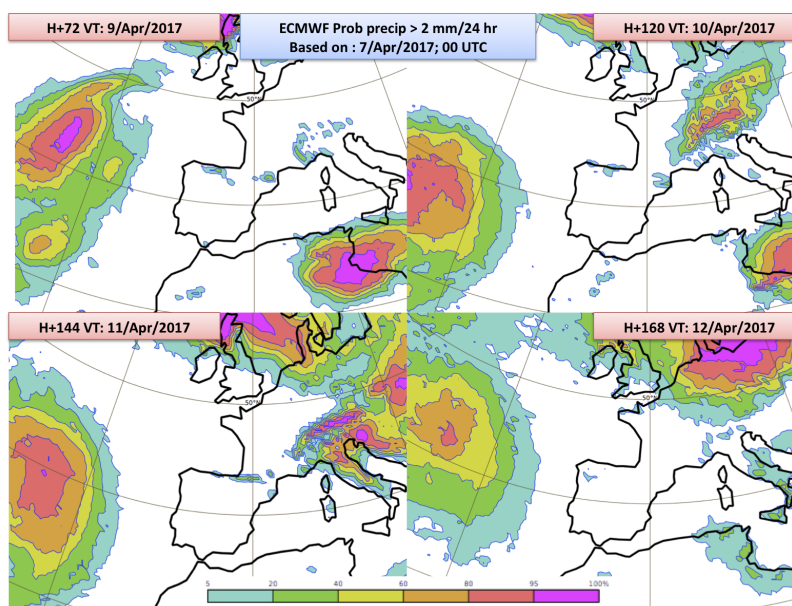 H+72 VT: 9/Apr/2017
ECMWF Prob precip > 2 mm/24 hr
Based on : 7/Apr/2017; 00 UTC
H+120 VT: 10/Apr/2017
50°N
50°N
H+144 VT: 11/Apr/2017
H+168 VT: 12/Apr/2017
50°N
50°N
5 20 40 60 80 95 100%